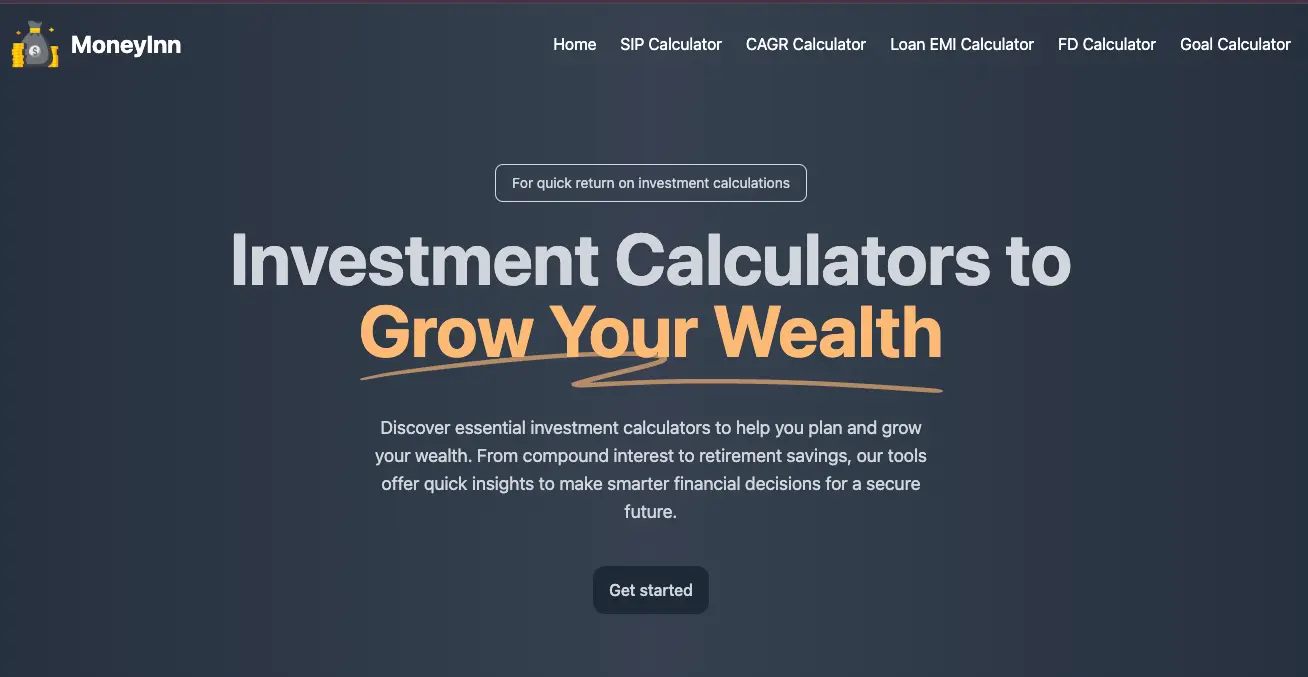 MoneyInn
Home SIP Calculator CAGR Calculator Loan EMI Calculator FD Calculator Goal Calculator
For quick return on investment calculations
Investment Calculators to
Grow Your Wealth
Discover essential investment calculators to help you plan and grow
your wealth. From compound interest to retirement savings, our tools
offer quick insights to make smarter financial decisions for a secure
future.
Get started